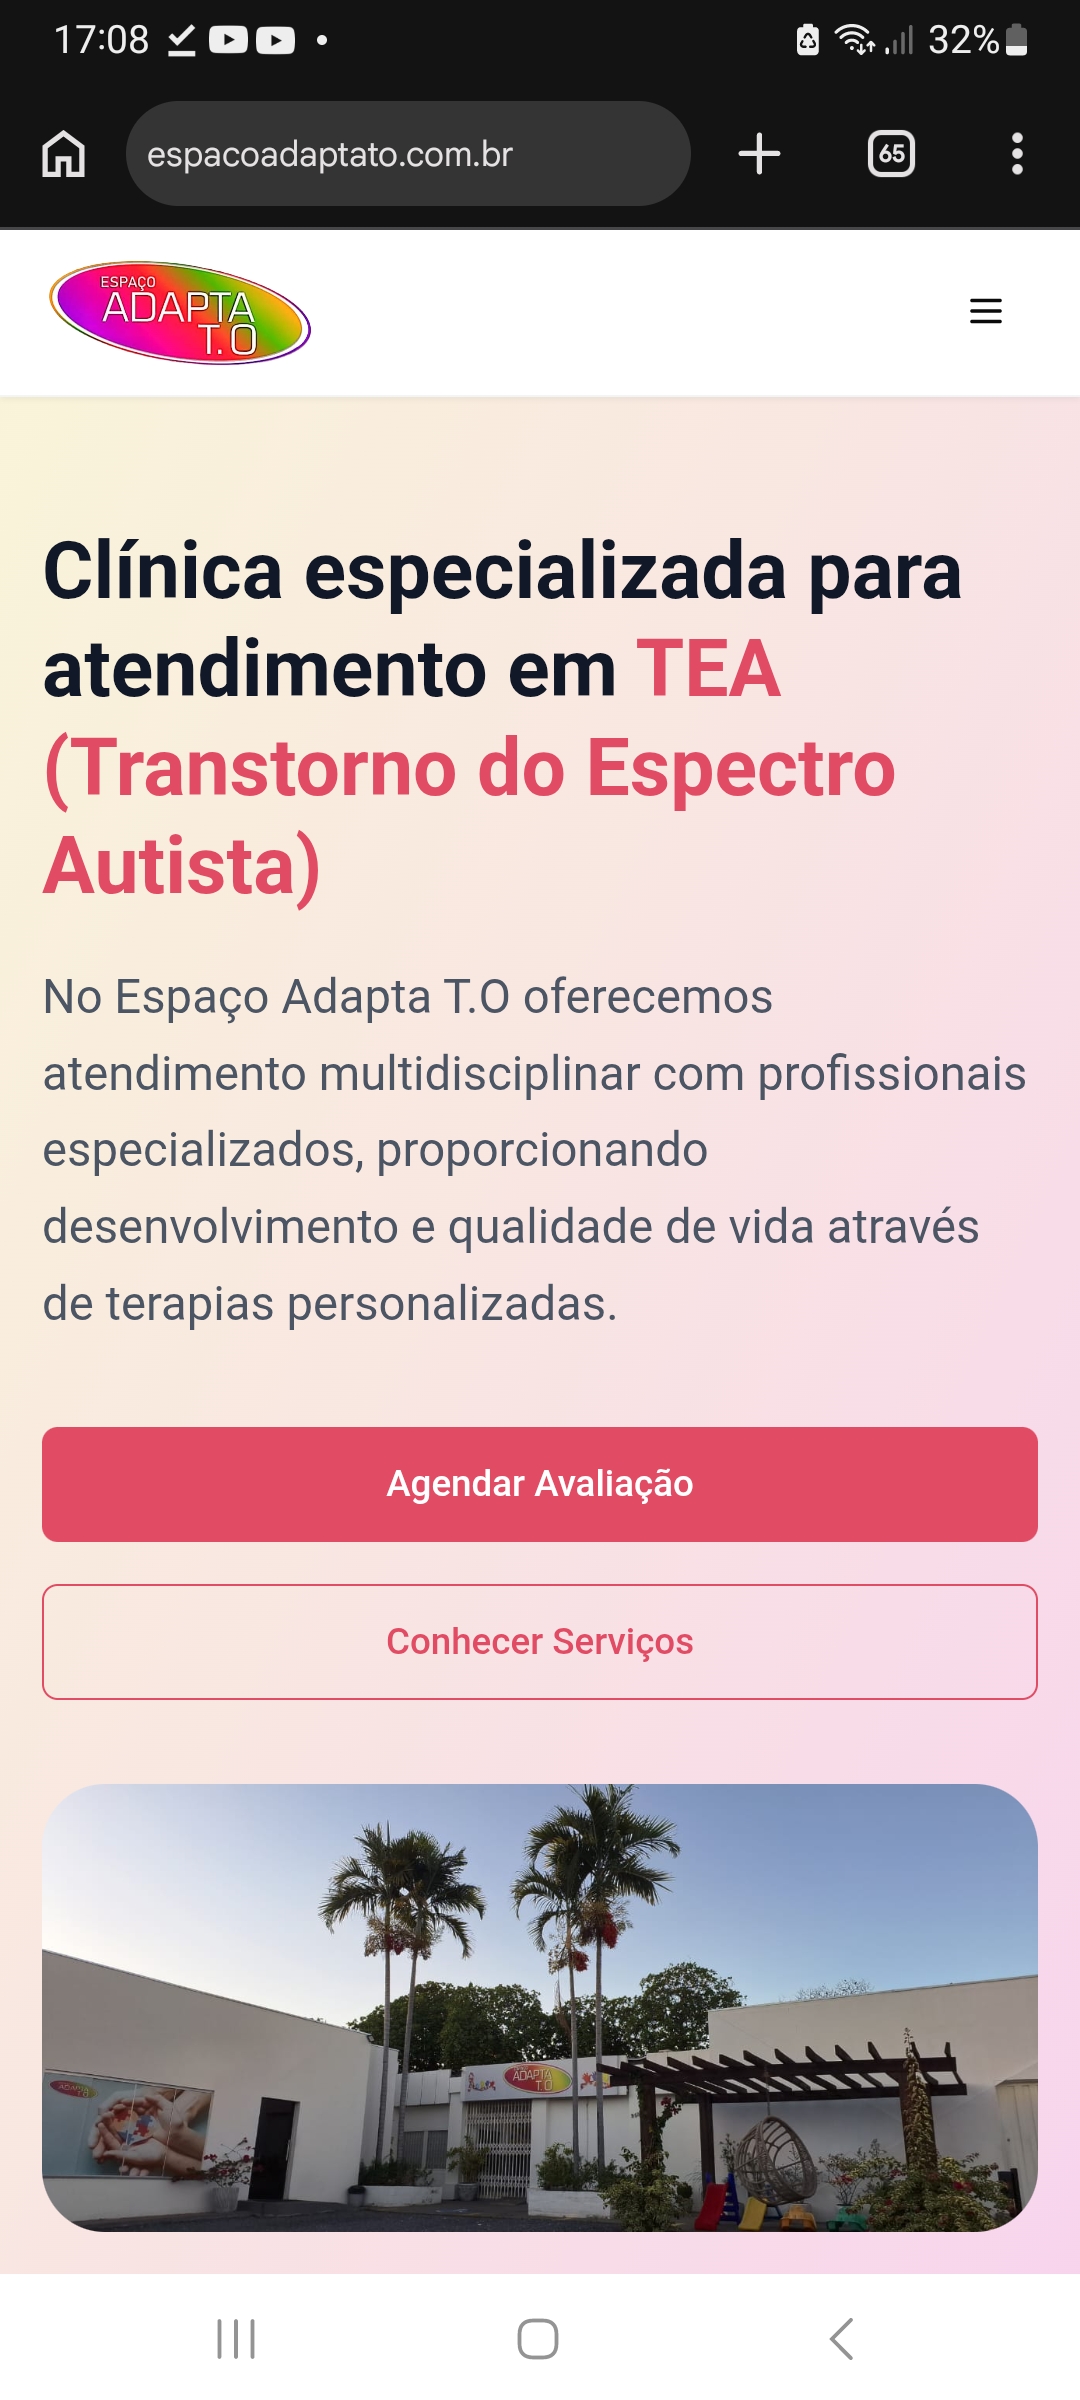 17:08
32%
espacoadaptato.com.br
65
ESPAÇO
ADAPTA
T.O
Clínica especializada para
atendimento em TEA
(Transtorno do Espectro
Autista)
No Espaço Adapta T.O oferecemos
atendimento multidisciplinar com profissionais
especializados, proporcionando
desenvolvimento e qualidade de vida através
de terapias personalizadas.
Agendar Avaliação
Conhecer Serviços
ADAPTA
T.O
ADAPTA
T.O